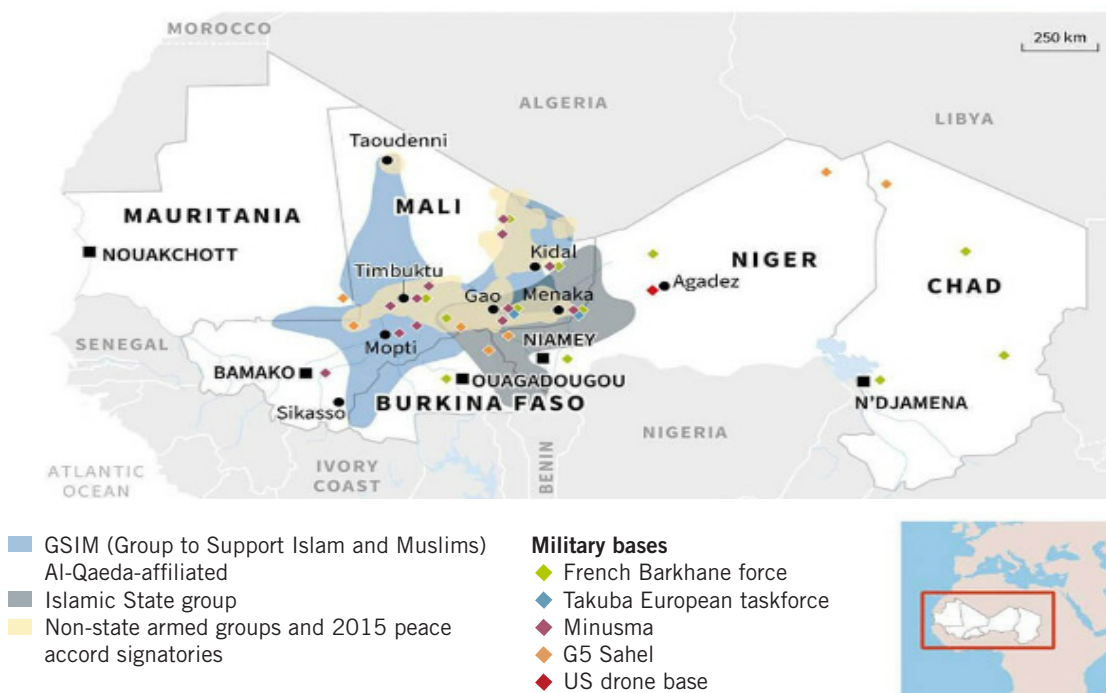 MOROCCO
250 km
ALGERIA
LIBYA
Taoudenni
MAURITANIA
MALI
NOUAKCHOTT
Kidal
NIGER
Timbuktu
Agadez
Gao
Menaka
CHAD
SENEGAL
Mopti
NIAMEY
BAMAKO
OUAGADOUGOU
N'DJAMENA
Sikasso
BURKINA FASO
NIGERIA
ATLANTIC
OCEAN
IVORY
COAST
BENIN
GSIM (Group to Support Islam and Muslims)
Al-Qaeda-affiliated
Islamic State group
Non-state armed groups and 2015 peace
accord signatories
Military bases
French Barkhane force
Takuba European taskforce
Minusma
G5 Sahel
US drone base